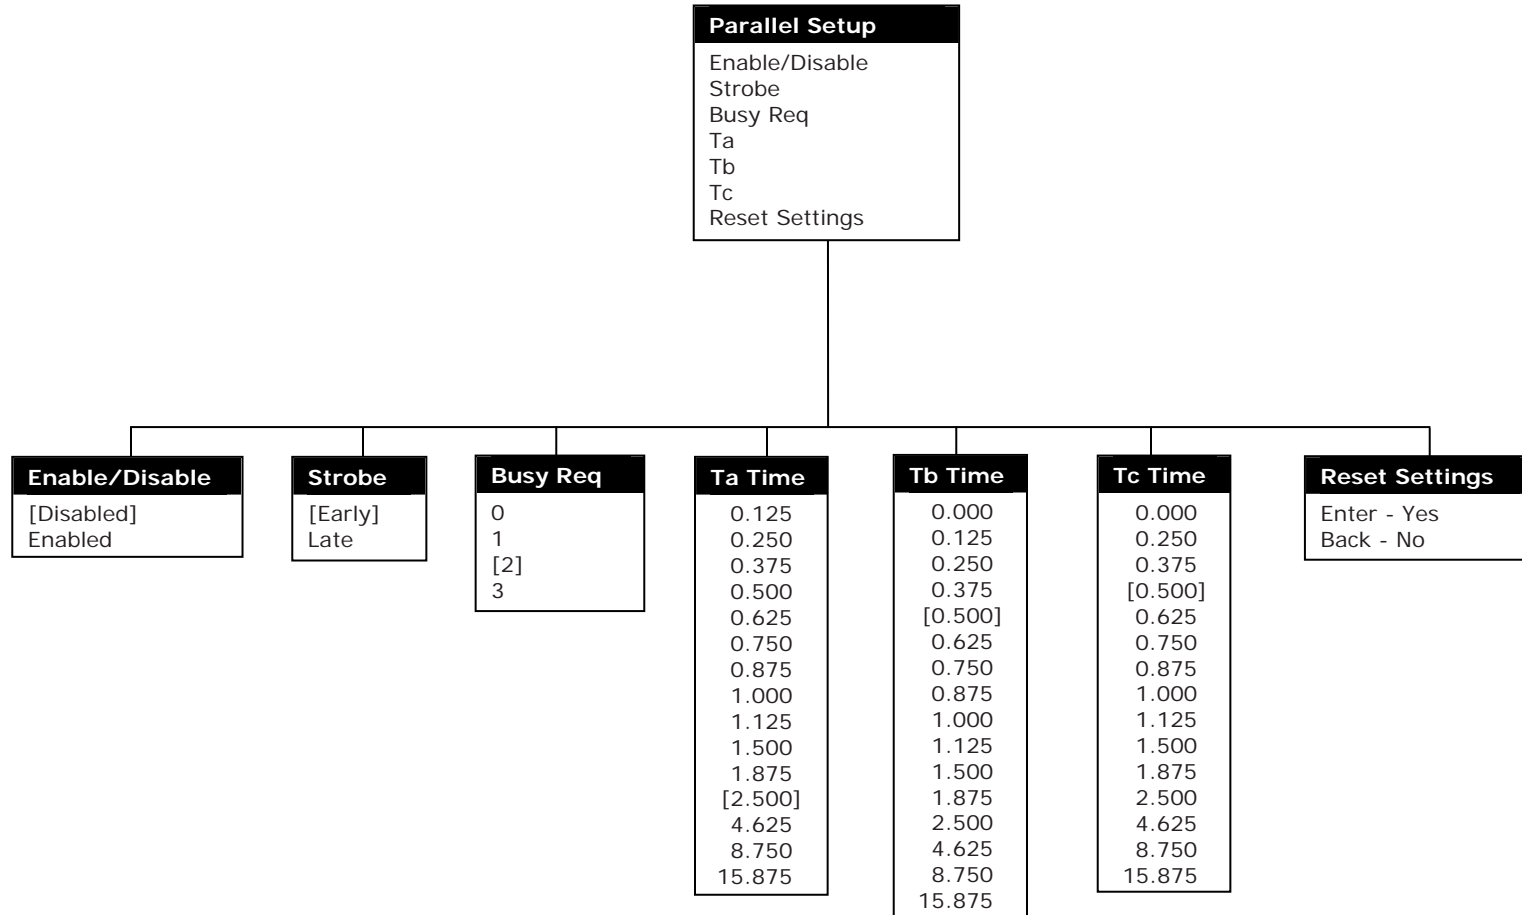 Parallel Setup
Enable/Disable
Strobe
Busy Req
Ta
Tb
Tc
Reset Settings
Enable/Disable
[Disabled]
Enabled
Strobe
[Early]
Late
Busy Req
0
1
[2]
3
Ta Time
0.125
0.250
0.375
0.500
0.625
0.750
0.875
1.000
1.125
1.500
1.875
[2.500]
4.625
8.750
15.875
Tb Time
0.000
0.125
0.250
0.375
[0.500]
0.625
0.750
0.875
1.000
1.125
1.500
1.875
2.500
4.625
8.750
15.875
Tc Time
0.000
0.250
0.375
[0.500]
0.625
0.750
0.875
1.000
1.125
1.500
1.875
2.500
4.625
8.750
15.875
Reset Settings
Enter - Yes
Back - No